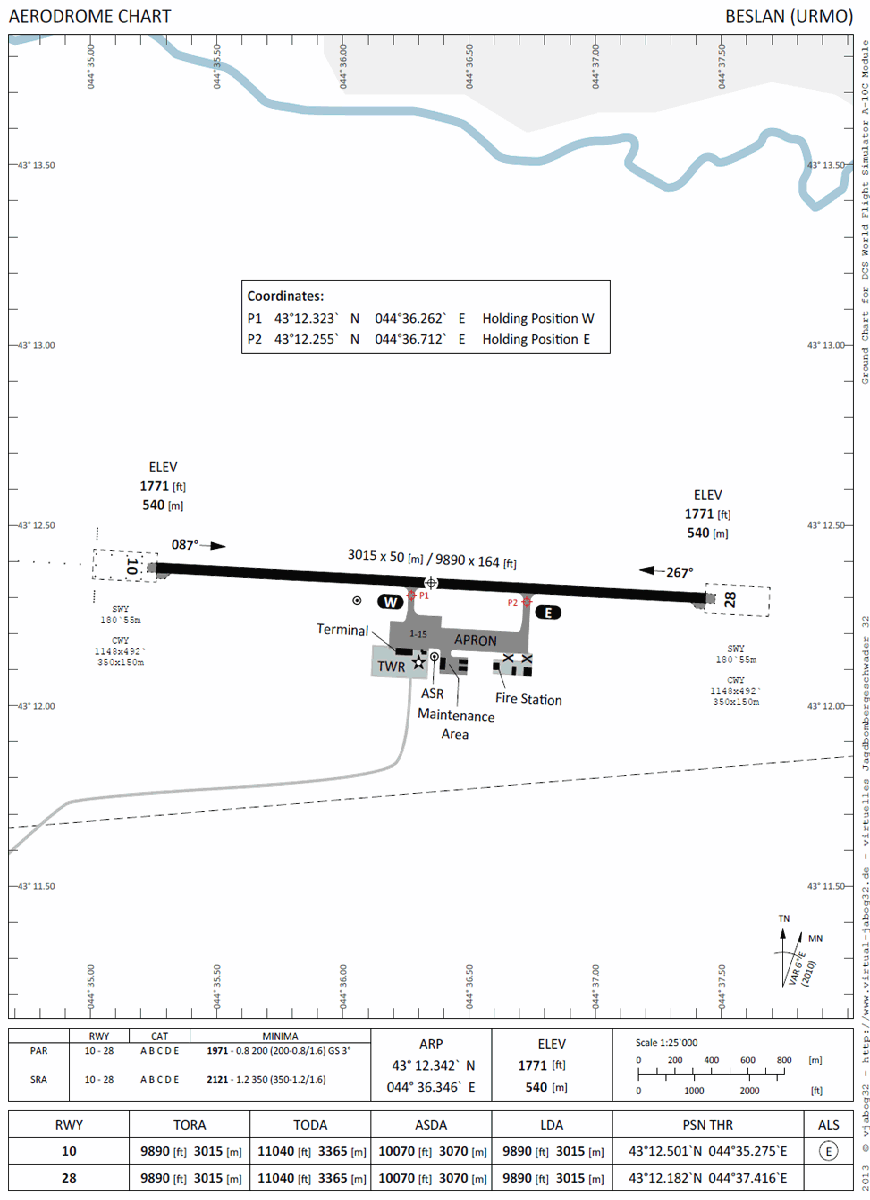 AERODROME CHART
BESLAN (URMO)
044° 35.00
044° 35.50
044° 36.00
044° 36.50
044° 37.00
044° 37.50
43° 13.50
43° 13.50
Coordinates:
P1 43°12.323` N 044°36.262` E Holding Position W
P2 43°12.255` N 044°36.712` E Holding Position E
43° 13.00
43° 13.00
ELEV
1771 [ft]
540 [m]
ELEV
1771 [ft]
540 [m]
43° 12.50
43° 12.50
087°
3015 x 50 [m] / 9890 x 164 [ft]
267°
10
28
W
P1
P2
E
SWY
180`55m
CWY
1148x492`
350x150m
Terminal
1-15
APRON
TWR
ASR
Maintenance
Area
Fire Station
SWY
180`55m
CWY
1148x492`
350x150m
43° 12.00
43° 12.00
43° 11.50
43° 11.50
TN
MN
VAR 6°/E
(2010)
044° 35.00
044° 35.50
044° 36.00
044° 36.50
044° 37.00
044° 37.50
RWY CAT MINIMA
PAR 10 - 28 A B C D E 1971 - 0.8 200 (200-0.8/1.6) GS 3°
SRA 10 - 28 A B C D E 2121 - 1.2 350 (350-1.2/1.6)
ARP
43° 12.342` N
044° 36.346` E
ELEV
1771 [ft]
540 [m]
Scale 1:25 000
0 200 400 600 800 [m]
0 1000 2000 [ft]
RWY TORA TODA ASDA LDA PSN THR ALS
10 9890 [ft] 3015 [m] 11040 [ft] 3365 [m] 10070 [ft] 3070 [m] 9890 [ft] 3015 [m] 43°12.501`N 044°35.275`E E
28 9890 [ft] 3015 [m] 11040 [ft] 3365 [m] 10070 [ft] 3070 [m] 9890 [ft] 3015 [m] 43°12.182`N 044°37.416`E
2013 © vjabog32 - http://www.virtual-jabog32.de - virtuelles Jagdbombergeschwader 32
Ground Chart for DCS World Flight Simulator A-10C Module